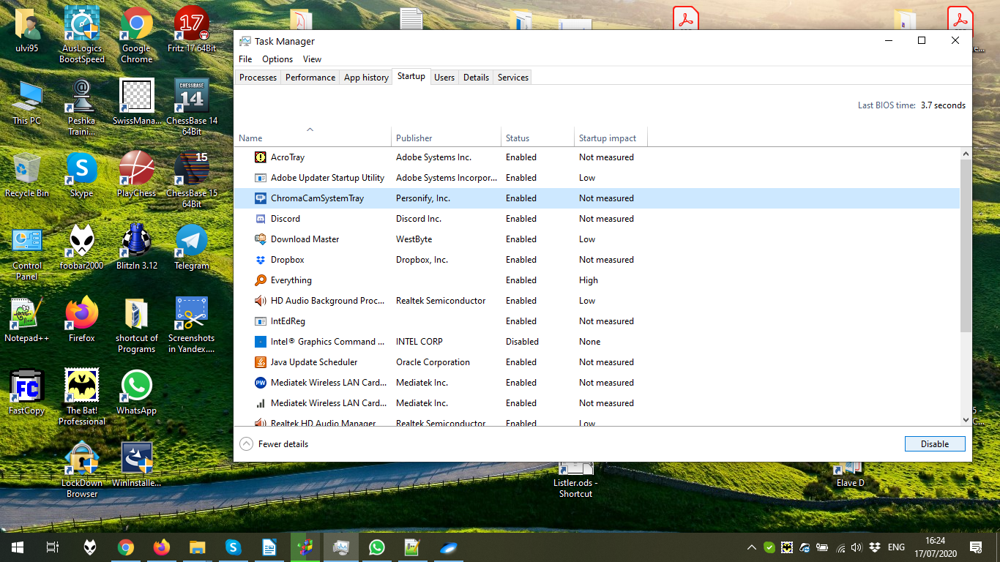 Task Manager
File Options View
Processes Performance App history Startup Users Details Services
Last BIOS time: 3.7 seconds
Name Publisher Status Startup impact
AcroTray Adobe Systems Inc. Enabled Not measured
Adobe Updater Startup Utility Adobe Systems Incorpor... Enabled Low
ChromaCamSystemTray Personify, Inc. Enabled Not measured
Discord Discord Inc. Enabled Not measured
Download Master WestByte Enabled Low
Dropbox Dropbox, Inc. Enabled Not measured
Everything Enabled High
HD Audio Background Proc... Realtek Semiconductor Enabled Low
IntEdReg Enabled Not measured
Intel® Graphics Command ... INTEL CORP Disabled None
Java Update Scheduler Oracle Corporation Enabled Not measured
PW Mediatek Wireless LAN Card... Mediatek Inc. Enabled Not measured
Mediatek Wireless LAN Card... Mediatek Inc. Enabled Not measured
Realtek HD Audio Manager Realtek Semiconductor Enabled Low
Fewer details Disable
ulvi95
AusLogics
BoostSpeed
Google
Chrome
17
Fritz 17 64Bit
This PC
Peshka
Traini...
SwissMana...
CHESSBASE
14
ChessBase 14
64Bit
Recycle Bin
Skype
PlayChess
15
ChessBase 15
64Bit
Control
Panel
foobar2000
BlitzIn 3.12
Telegram
Notepad++
Firefox
shortcut of
Programs
Screenshots
in Yandex....
FC
FastCopy
The Bat!
Professional
WhatsApp
LockDown
Browser
WinInstalle...
Listler.ods -
Shortcut
Elave D
ENG
16:24
17/07/2020